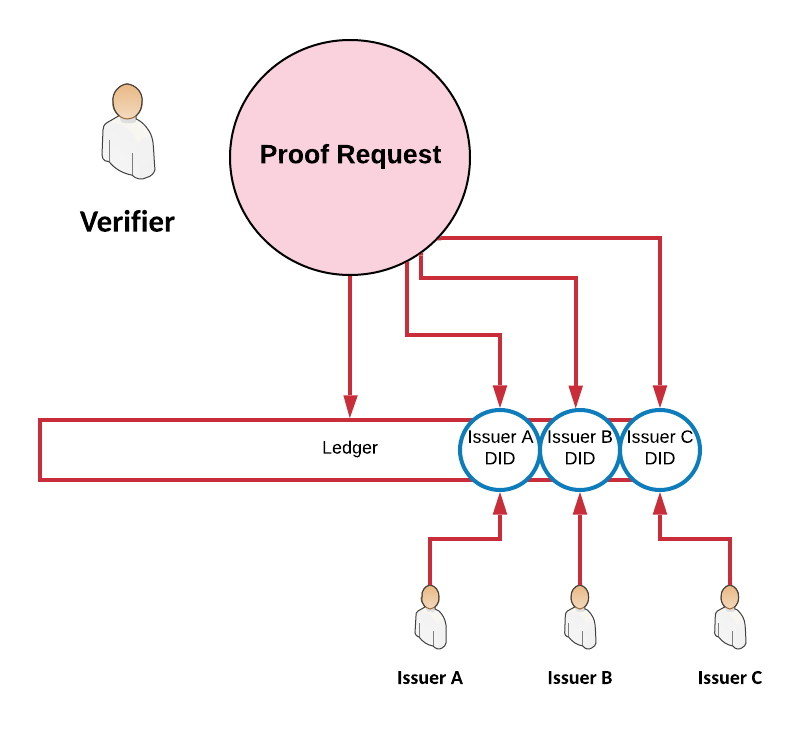 Proof Request
Verifier
Ledger
Issuer A
DID
Issuer B
DID
Issuer C
DID
Issuer A
Issuer B
Issuer C